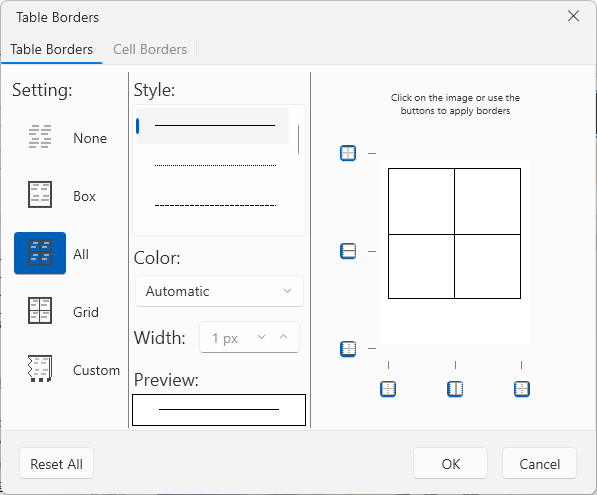 Table Borders
Table Borders
Cell Borders
Setting:
None
Box
All
Grid
Custom
Style:
Color:
Automatic
Width:
1 px
Preview:
Click on the image or use the
buttons to apply borders
Reset All
OK
Cancel